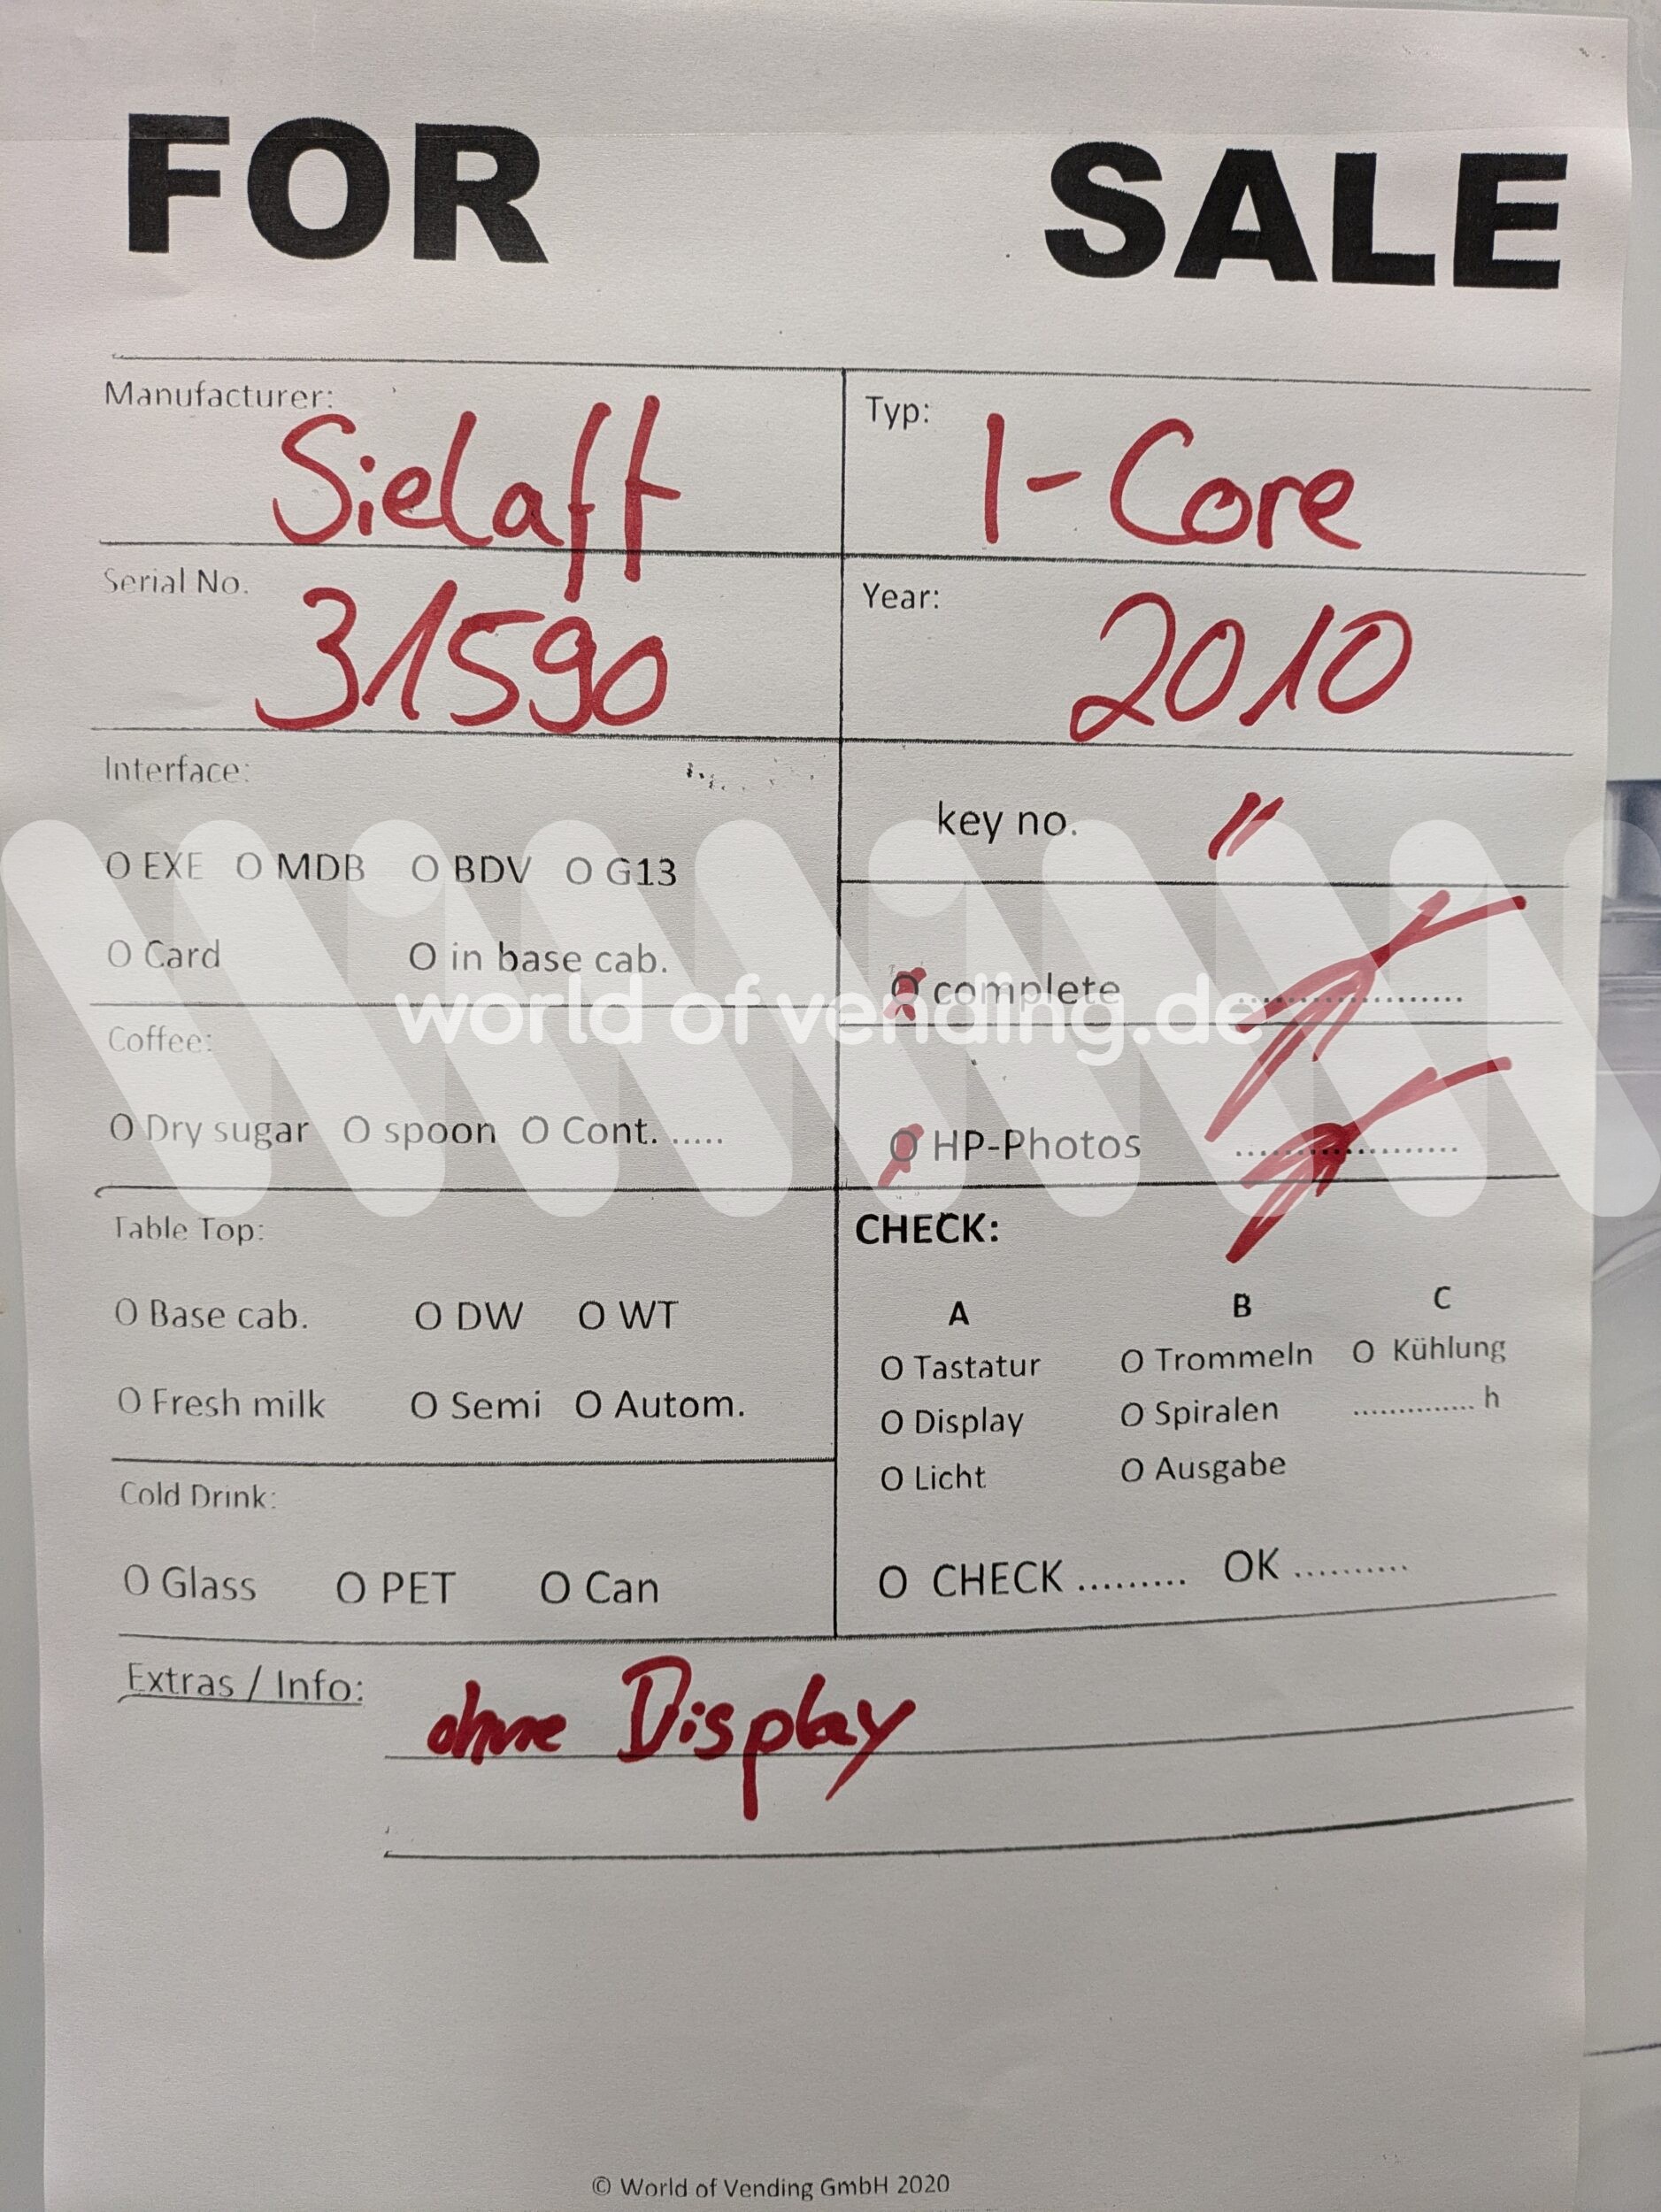 FOR SALE
Manufacturer: Sielaff
Typ: I-Core
Serial No. 31590
Year: 2010
Interface:
O EXE O MDB O BDV O G13
O Card O in base cab.
key no. "
O complete ....................
Coffee:
O Dry sugar O spoon O Cont. .....
O HP-Photos ....................
Table Top:
O Base cab. O DW O WT
O Fresh milk O Semi O Autom.
Cold Drink:
O Glass O PET O Can
CHECK:
A B C
O Tastatur O Trommeln O Kühlung
O Display O Spiralen .............. h
O Licht O Ausgabe
O CHECK ......... OK ..........
Extras / Info: ohne Display
world of vending.de
© World of Vending GmbH 2020